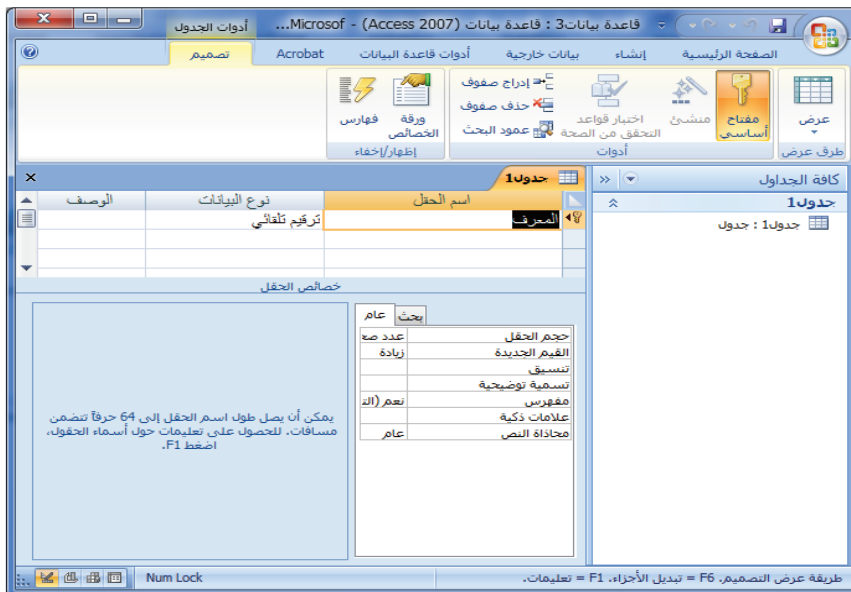 قاعدة بيانات3 : قاعدة بيانات (Access 2007) - Microsof...
أدوات الجدول
الصفحة الرئيسية
إنشاء
بيانات خارجية
أدوات قاعدة البيانات
Acrobat
تصميم
عرض
طرق عرض
مفتاح أساسي
منشئ
اختبار قواعد التحقق من الصحة
إدراج صفوف
حذف صفوف
عمود البحث
أدوات
ورقة الخصائص
فهارس
إظهار/إخفاء
كافة الجداول
جدول1
جدول1 : جدول
جدول1
اسم الحقل
نوع البيانات
الوصف
المعرف
ترقيم تلقائي
خصائص الحقل
عام
بحث
حجم الحقل
عدد صح
القيم الجديدة
زيادة
تنسيق
تسمية توضيحية
مفهرس
نعم (الت
علامات ذكية
محاذاة النص
عام
يمكن أن يصل طول اسم الحقل إلى 64 حرفاً تتضمن
مسافات. للحصول على تعليمات حول أسماء الحقول،
اضغط F1.
طريقة عرض التصميم. F6 = تبديل الأجزاء. F1 = تعليمات.
Num Lock